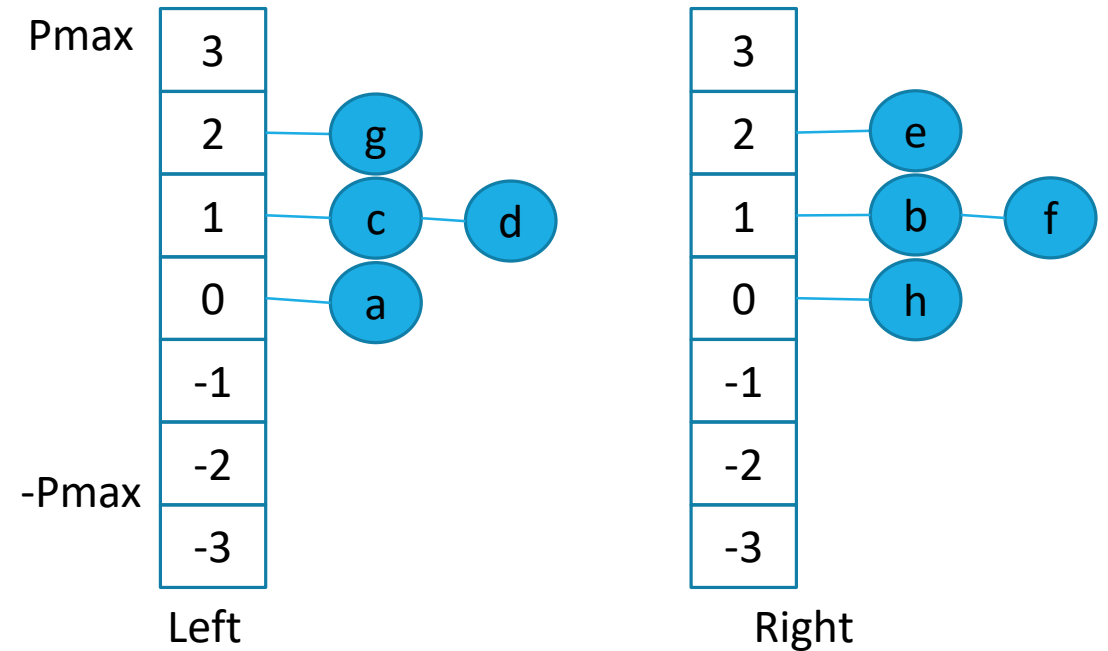 Pmax 3 3
2 g 2 e
1 c d 1 b f
0 a 0 h
-1 -1
-2 -2
-Pmax
-3 -3
Left Right